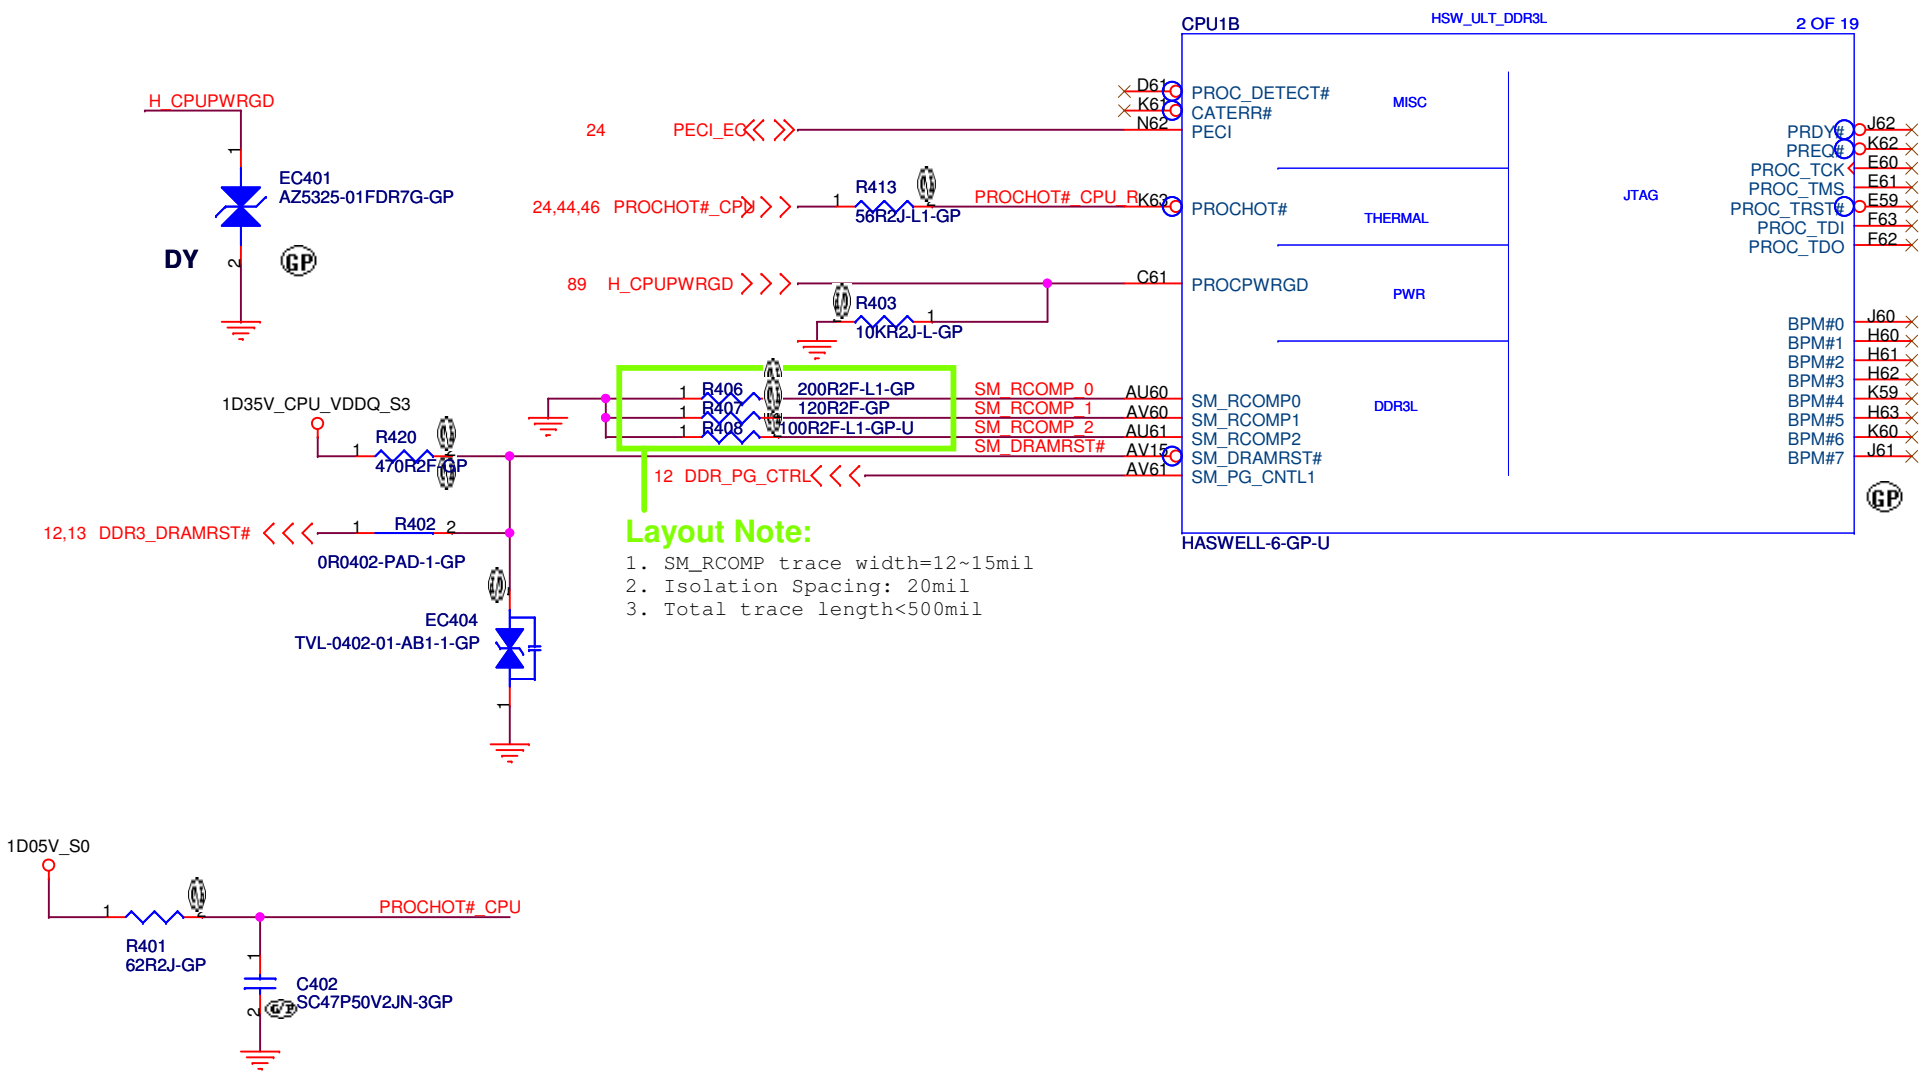 CPU1B
HSW_ULT_DDR3L
2 OF 19
H_CPUPWRGD
1
EC401
AZ5325-01FDR7G-GP
DY
GP
2
D61
PROC_DETECT#
K61
CATERR#
24
PECI_EC
N62
PECI
MISC
24,44,46
PROCHOT#_CPU
1
R413
56R2J-L1-GP
PROCHOT#_CPU_R
K63
PROCHOT#
THERMAL
89
H_CPUPWRGD
C61
PROCPWRGD
PWR
R403
1
10KR2J-L-GP
JTAG
PRDY#
J62
PREQ#
K62
PROC_TCK
E60
PROC_TMS
E61
PROC_TRST#
E59
PROC_TDI
F63
PROC_TDO
F62
BPM#0
J60
BPM#1
H60
BPM#2
H61
BPM#3
H62
BPM#4
K59
BPM#5
H63
BPM#6
K60
BPM#7
J61
GP
1
R406
200R2F-L1-GP
SM_RCOMP_0
AU60
SM_RCOMP0
1
R407
120R2F-GP
SM_RCOMP_1
AV60
SM_RCOMP1
1
R408
100R2F-L1-GP-U
SM_RCOMP_2
AU61
SM_RCOMP2
DDR3L
SM_DRAMRST#
AV15
SM_DRAMRST#
12
DDR_PG_CTRL
AV61
SM_PG_CNTL1
HASWELL-6-GP-U
1D35V_CPU_VDDQ_S3
1
R420
470R2F-GP
12,13
DDR3_DRAMRST#
1
R402
2
0R0402-PAD-1-GP
Layout Note:
1. SM_RCOMP trace width=12~15mil
2. Isolation Spacing: 20mil
3. Total trace length<500mil
EC404
TVL-0402-01-AB1-1-GP
1
1D05V_S0
1
R401
62R2J-GP
PROCHOT#_CPU
1
C402
SC47P50V2JN-3GP
2